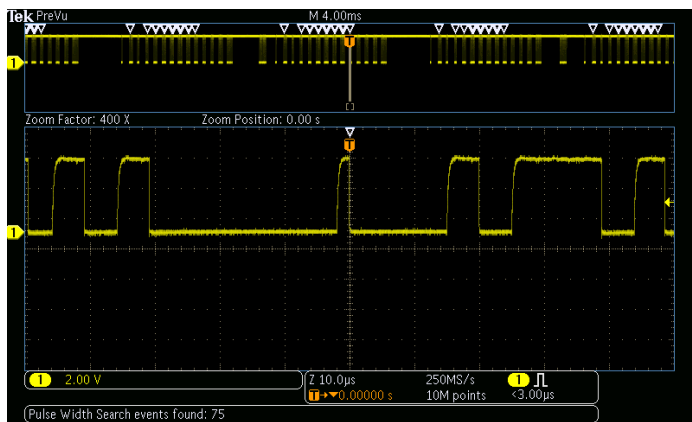 Tek PreVu M 4.00ms
T
1
[ ]
Zoom Factor: 400 X Zoom Position: 0.00 s
T
1
1 2.00 V Z 10.0µs 250MS/s 1
T→▼0.00000 s 10M points <3.00µs
Pulse Width Search events found: 75